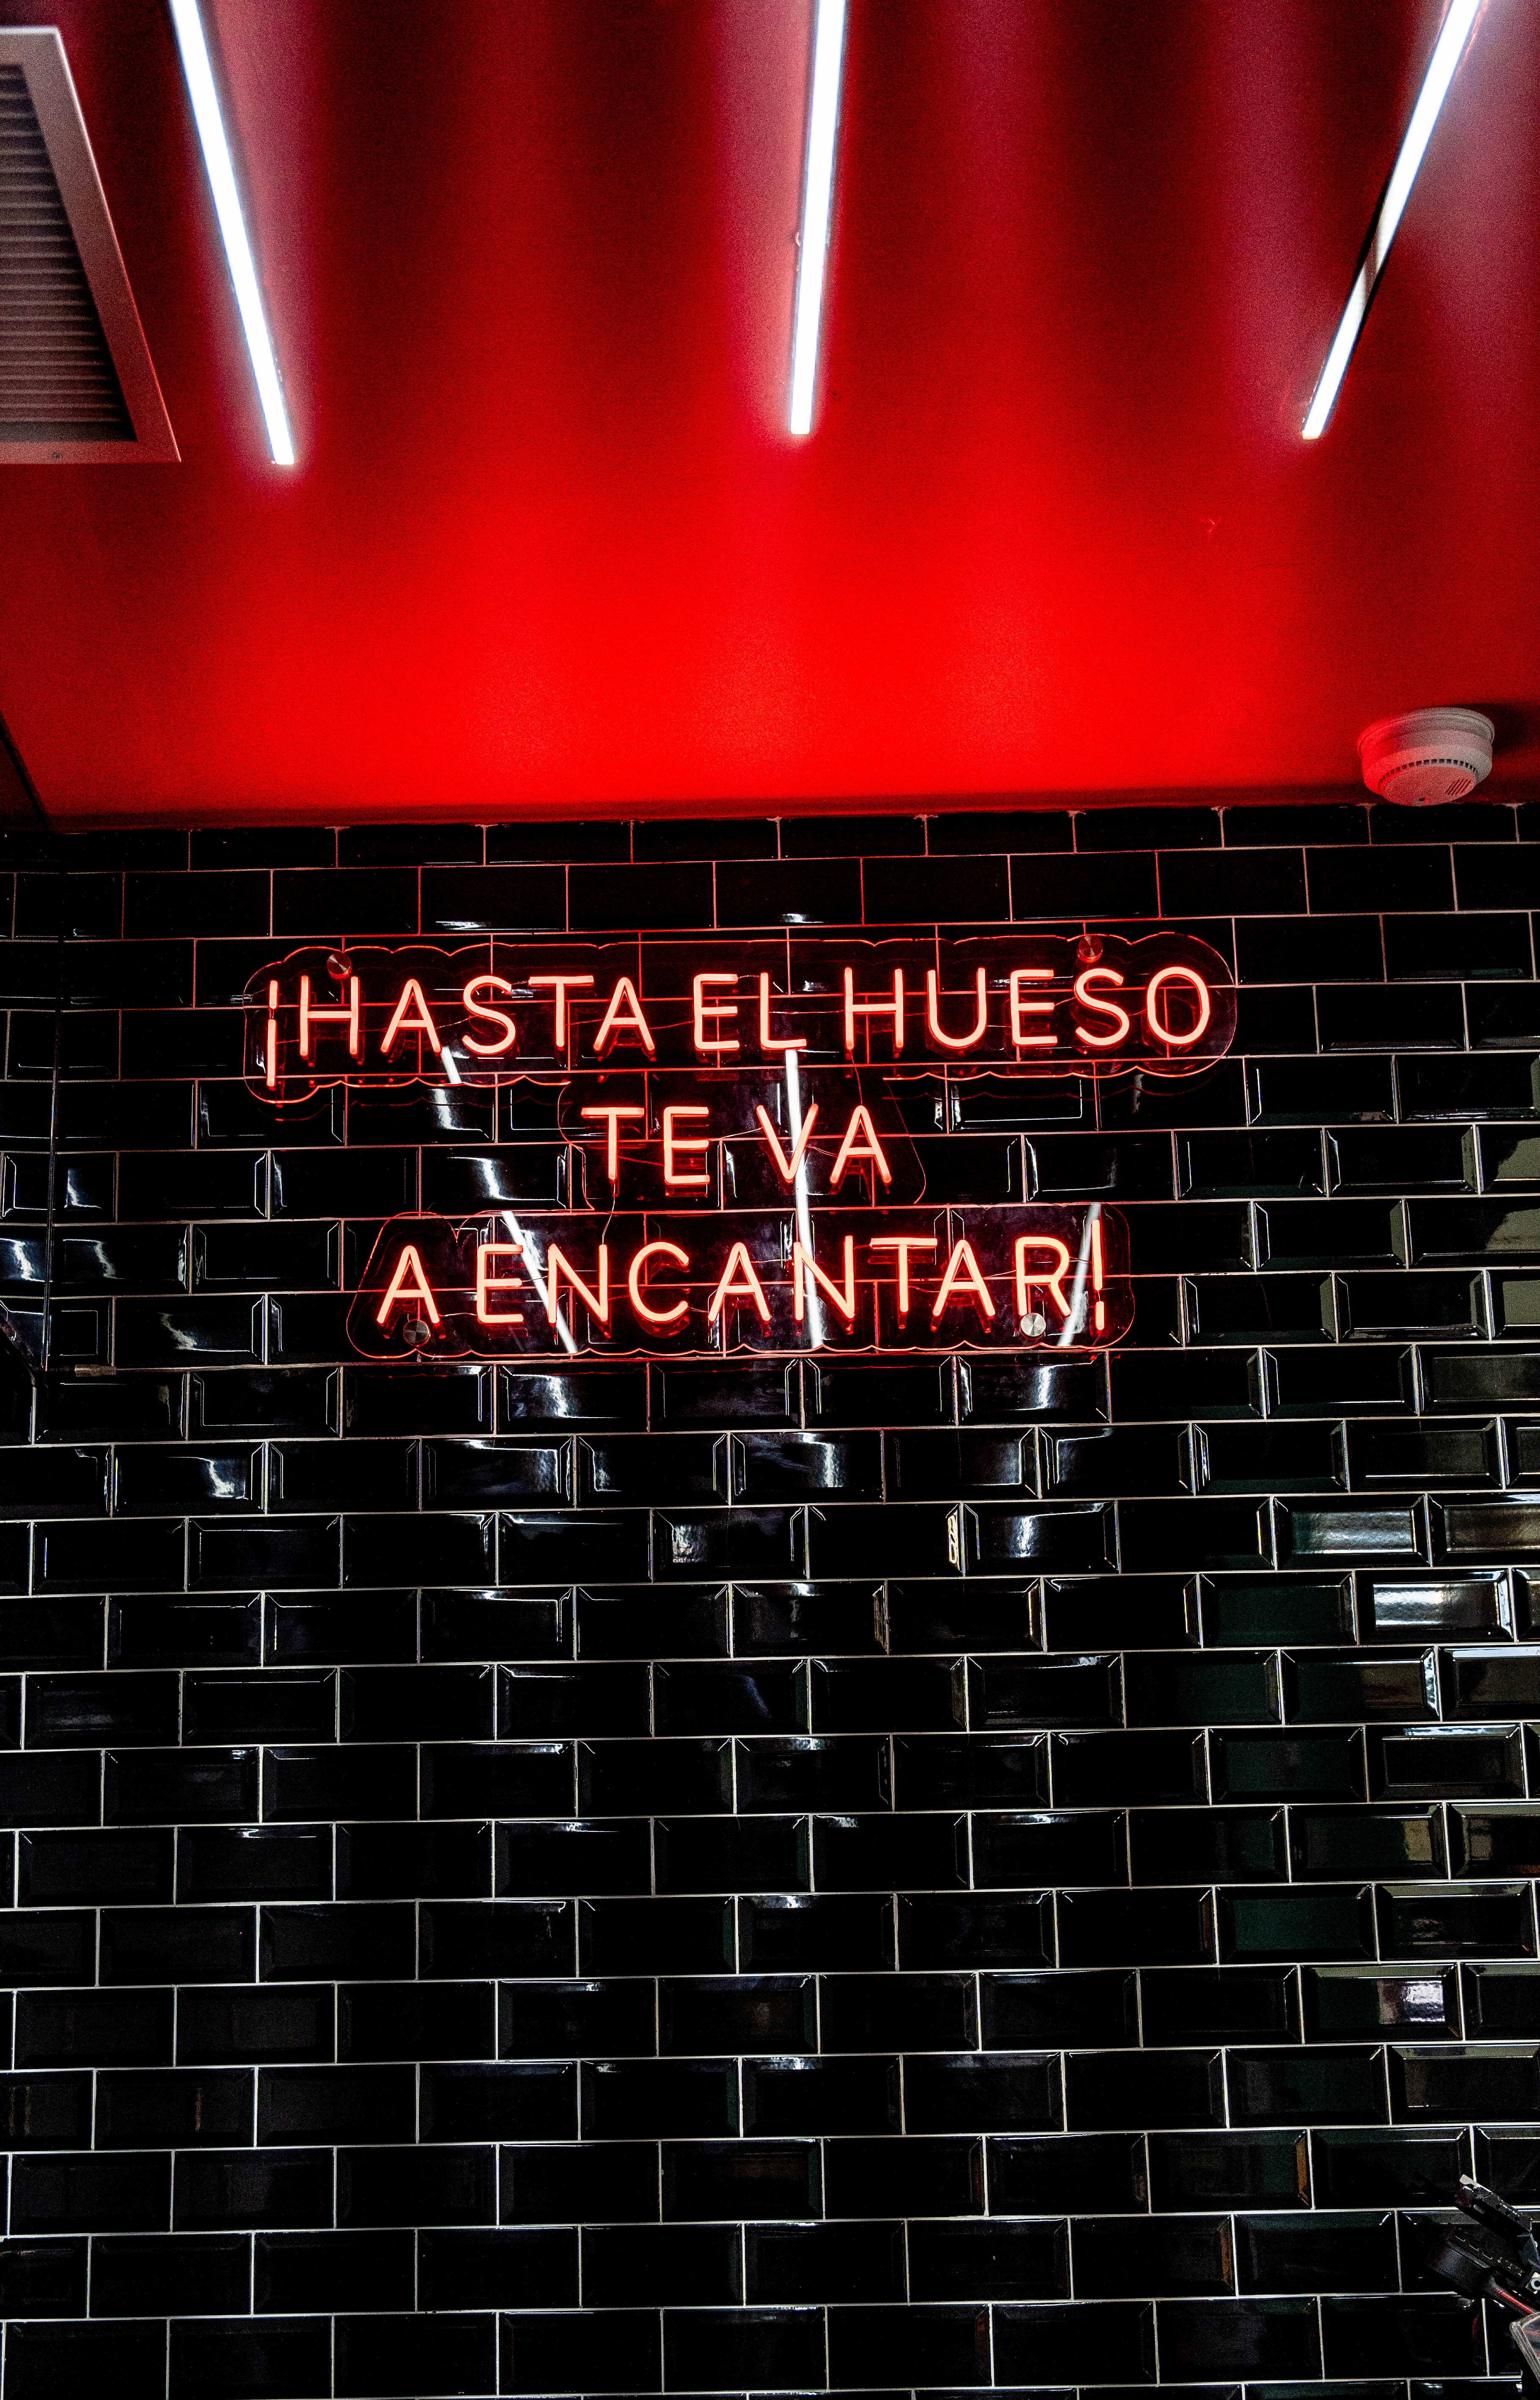 ¡HASTA EL HUESO
TE VA
A ENCANTAR!